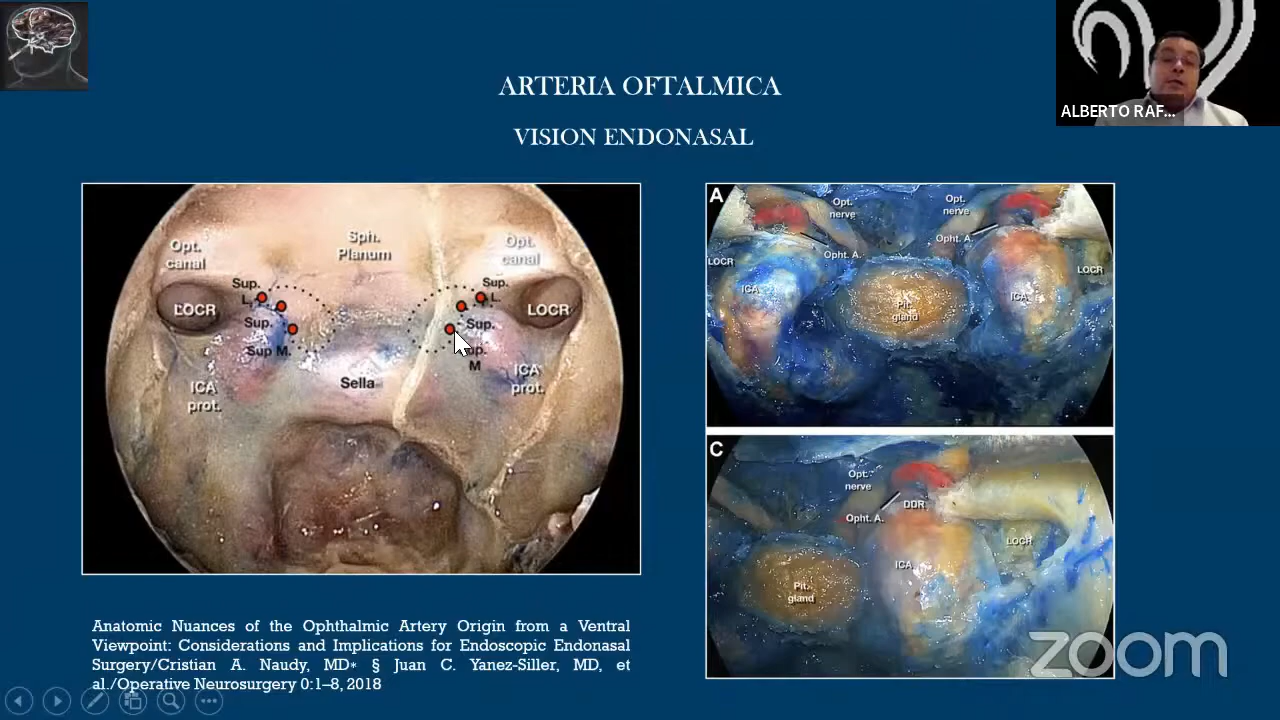 ARTERIA OFTALMICA
VISION ENDONASAL
ALBERTO RAF...
Opt. canal
Sph. Planum
Opt. canal
LOCR
Sup. L.
Sup.
Sup M.
ICA prot.
Sella
Sup. L.
Sup.
M
LOCR
ICA prot.
A
Opt. nerve
Opt. nerve
Opht. A.
Opht. A.
LOCR
LOCR
ICA
ICA
Pit. gland
C
Opt. nerve
Opht. A.
DDR
LOCR
ICA
Pit. gland
Anatomic Nuances of the Ophthalmic Artery Origin from a Ventral
Viewpoint: Considerations and Implications for Endoscopic Endonasal
Surgery/Cristian A. Naudy, MD* § Juan C. Yanez-Siller, MD, et
al./Operative Neurosurgery 0:1–8, 2018
zoom